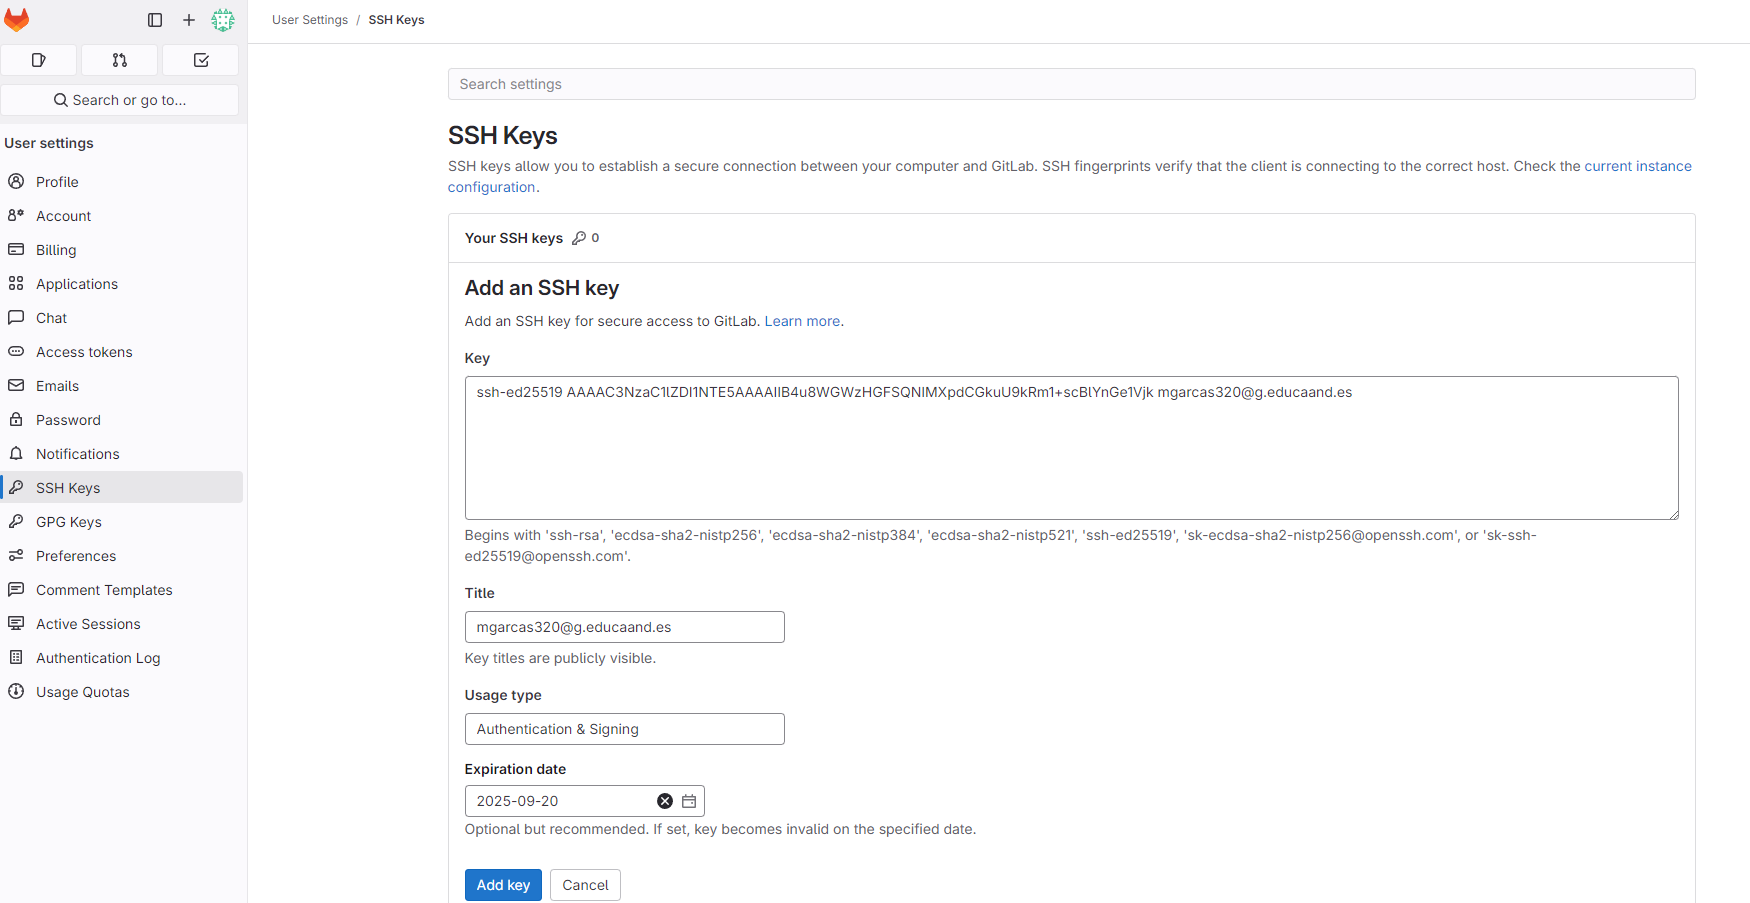 User Settings / SSH Keys
Search or go to...
User settings
Profile
Account
Billing
Applications
Chat
Access tokens
Emails
Password
Notifications
SSH Keys
GPG Keys
Preferences
Comment Templates
Active Sessions
Authentication Log
Usage Quotas
Search settings
SSH Keys
SSH keys allow you to establish a secure connection between your computer and GitLab. SSH fingerprints verify that the client is connecting to the correct host. Check the current instance
configuration.
Your SSH keys 0
Add an SSH key
Add an SSH key for secure access to GitLab. Learn more.
Key
ssh-ed25519 AAAAC3NzaC1lZDI1NTE5AAAAIIB4u8WGWzHGFSQNIMXpdCGkuU9kRm1+scBlYnGe1Vjk mgarcas320@g.educaand.es
Begins with 'ssh-rsa', 'ecdsa-sha2-nistp256', 'ecdsa-sha2-nistp384', 'ecdsa-sha2-nistp521', 'ssh-ed25519', 'sk-ecdsa-sha2-nistp256@openssh.com', or 'sk-ssh-
ed25519@openssh.com'.
Title
mgarcas320@g.educaand.es
Key titles are publicly visible.
Usage type
Authentication & Signing
Expiration date
2025-09-20
Optional but recommended. If set, key becomes invalid on the specified date.
Add key Cancel